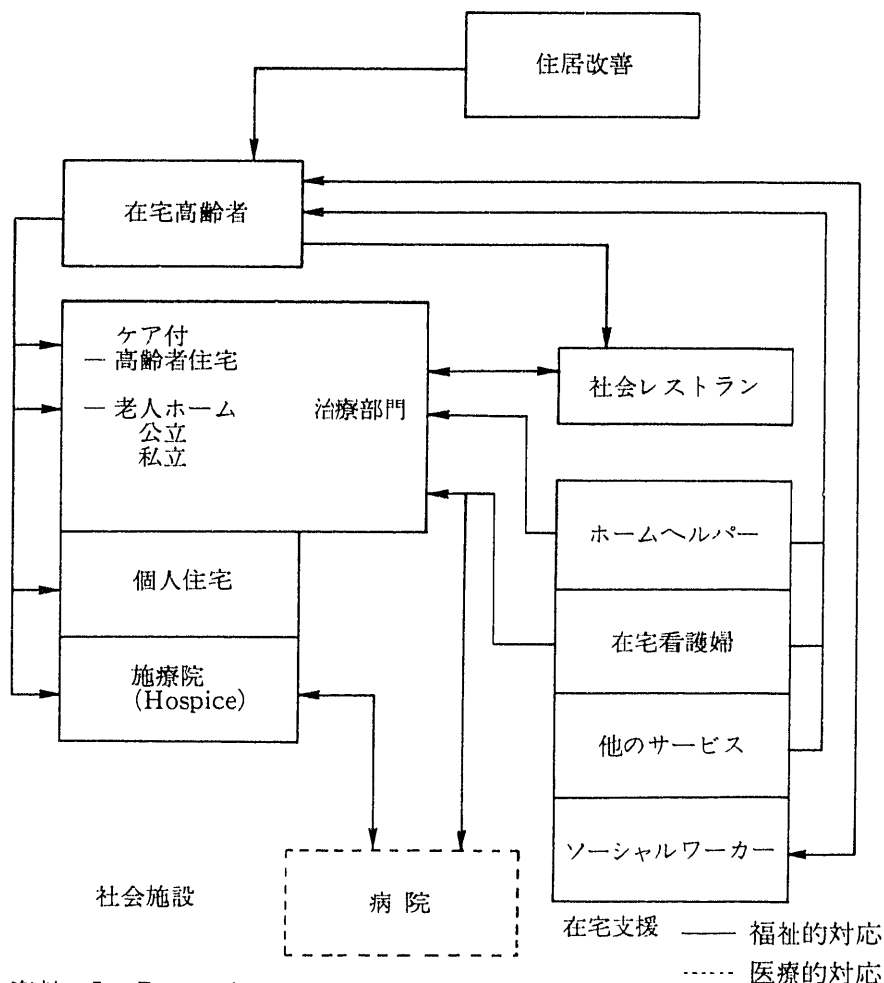 住居改善
在宅高齢者
ケア付
— 高齢者住宅
— 老人ホーム
公立
私立
治療部門
社会レストラン
ホームヘルパー
個人住宅
在宅看護婦
施療院
(Hospice)
他のサービス
ソーシャルワーカー
社会施設
病院
在宅支援
福祉的対応
医療的対応